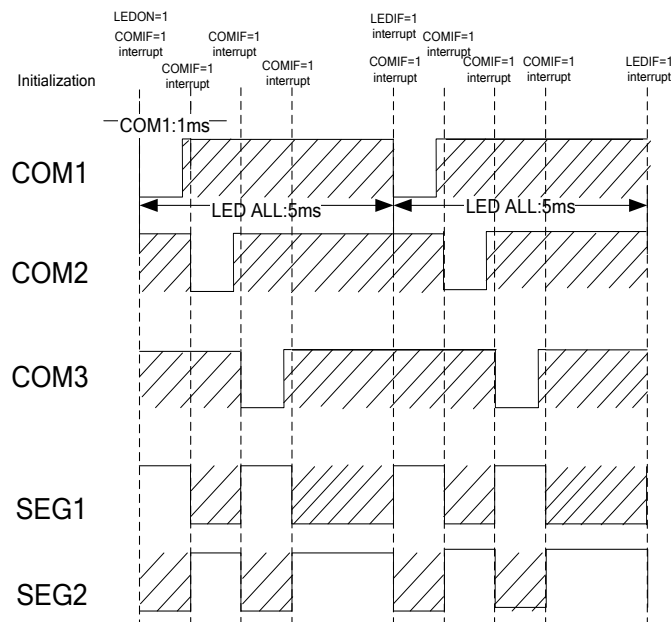 LEDON=1
COMIF=1
interrupt
COMIF=1
interrupt
COMIF=1
interrupt
COMIF=1
interrupt
LEDIF=1
interrupt
COMIF=1
interrupt
COMIF=1
interrupt
COMIF=1
interrupt
COMIF=1
interrupt
LEDIF=1
interrupt
Initialization
COM1:1ms
COM1
LED ALL:5ms
LED ALL:5ms
COM2
COM3
SEG1
SEG2